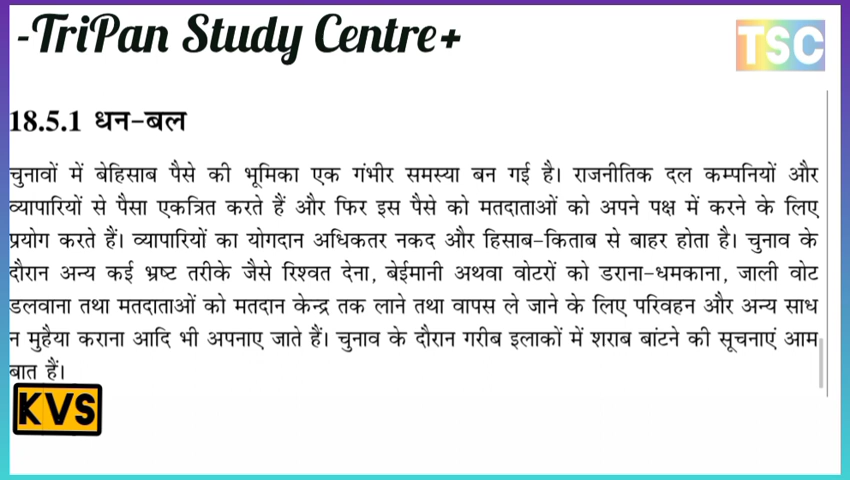 -TriPan Study Centre+
TSC
18.5.1 धन-बल
चुनावों में बेहिसाब पैसे की भूमिका एक गंभीर समस्या बन गई है। राजनीतिक दल कम्पनियों और
व्यापारियों से पैसा एकत्रित करते हैं और फिर इस पैसे को मतदाताओं को अपने पक्ष में करने के लिए
प्रयोग करते हैं। व्यापारियों का योगदान अधिकतर नकद और हिसाब-किताब से बाहर होता है। चुनाव के
दौरान अन्य कई भ्रष्ट तरीके जैसे रिश्वत देना, बेईमानी अथवा वोटरों को डराना-धमकाना, जाली वोट
डलवाना तथा मतदाताओं को मतदान केन्द्र तक लाने तथा वापस ले जाने के लिए परिवहन और अन्य साध
न मुहैया कराना आदि भी अपनाए जाते हैं। चुनाव के दौरान गरीब इलाकों में शराब बांटने की सूचनाएं आम
बात हैं।
KVS